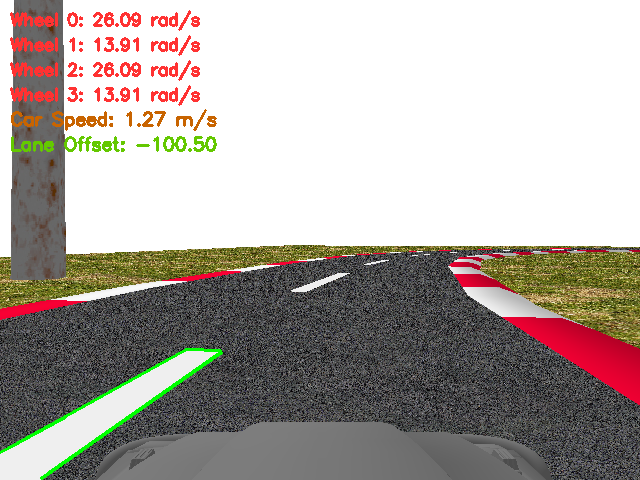 Wheel 0: 26.09 rad/s
Wheel 1: 13.91 rad/s
Wheel 2: 26.09 rad/s
Wheel 3: 13.91 rad/s
Car Speed: 1.27 m/s
Lane Offset: -100.50